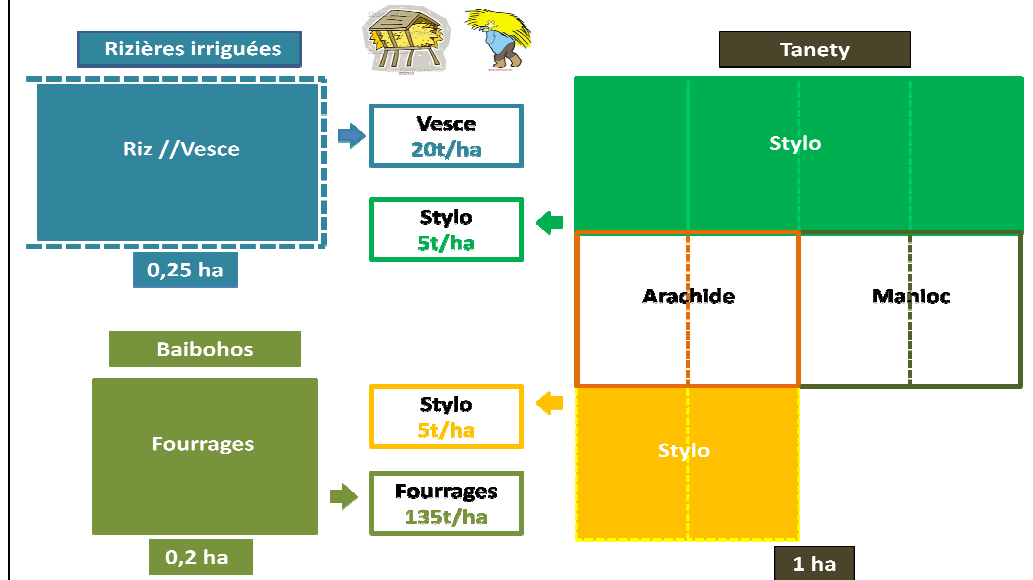 Rizières irriguées
Riz //Vesce
0,25 ha
Baibohos
Fourrages
0,2 ha
Vesce
20t/ha
Stylo
5t/ha
Stylo
5t/ha
Fourrages
135t/ha
Tanety
Stylo
Arachide
Manioc
Stylo
1 ha